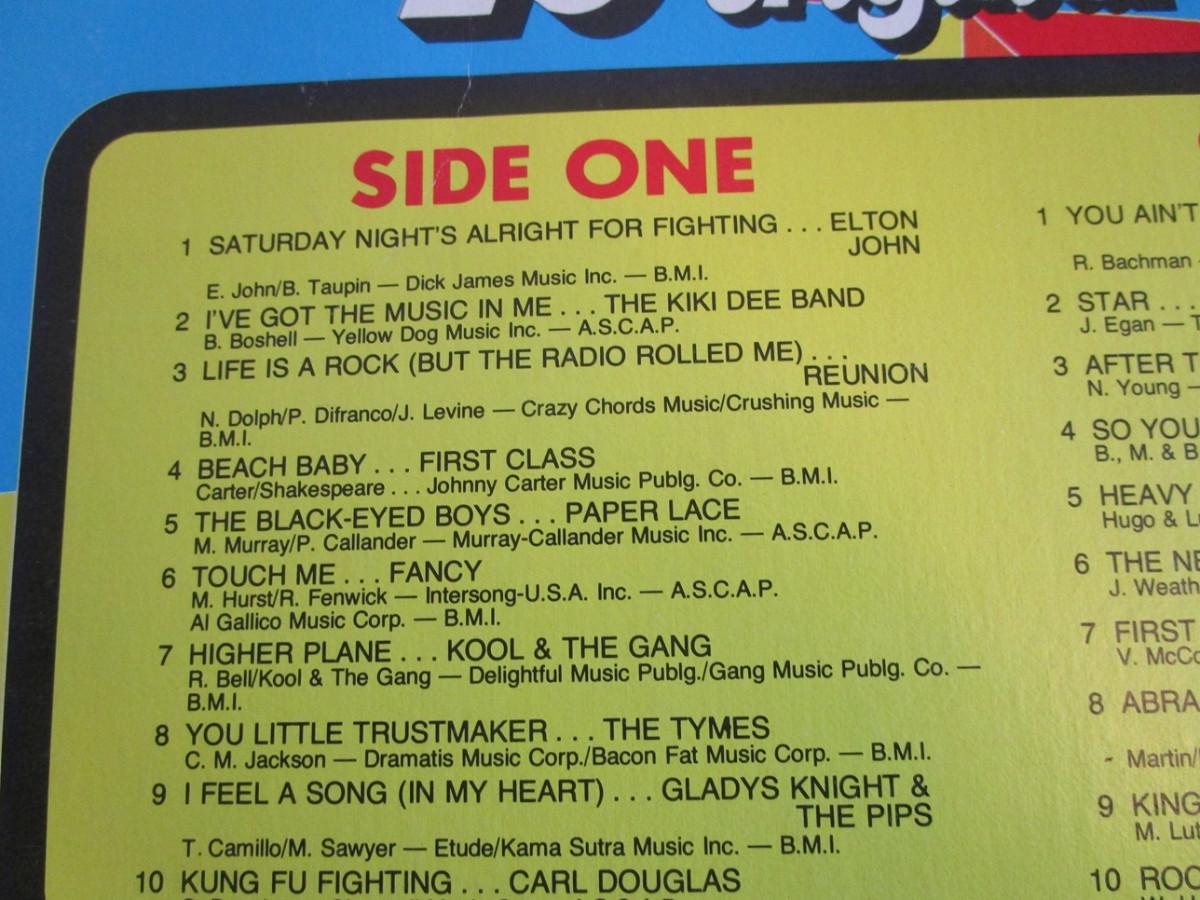 SIDE ONE
1 SATURDAY NIGHT'S ALRIGHT FOR FIGHTING . . . ELTON
JOHN
E. John/B. Taupin — Dick James Music Inc. — B.M.I.
2 I'VE GOT THE MUSIC IN ME . . . THE KIKI DEE BAND
B. Boshell — Yellow Dog Music Inc. — A.S.C.A.P.
3 LIFE IS A ROCK (BUT THE RADIO ROLLED ME) . . .
REUNION
N. Dolph/P. Difranco/J. Levine — Crazy Chords Music/Crushing Music —
B.M.I.
4 BEACH BABY . . . FIRST CLASS
Carter/Shakespeare . . . Johnny Carter Music Publg. Co. — B.M.I.
5 THE BLACK-EYED BOYS . . . PAPER LACE
M. Murray/P. Callander — Murray-Callander Music Inc. — A.S.C.A.P.
6 TOUCH ME . . . FANCY
M. Hurst/R. Fenwick — Intersong-U.S.A. Inc. — A.S.C.A.P.
Al Gallico Music Corp. — B.M.I.
7 HIGHER PLANE . . . KOOL & THE GANG
R. Bell/Kool & The Gang — Delightful Music Publg./Gang Music Publg. Co. —
B.M.I.
8 YOU LITTLE TRUSTMAKER . . . THE TYMES
C. M. Jackson — Dramatis Music Corp./Bacon Fat Music Corp. — B.M.I.
9 I FEEL A SONG (IN MY HEART) . . . GLADYS KNIGHT &
THE PIPS
T. Camillo/M. Sawyer — Etude/Kama Sutra Music Inc. — B.M.I.
10 KUNG FU FIGHTING . . . CARL DOUGLAS
1 YOU AIN'T
R. Bachman
2 STAR . . .
J. Egan —
3 AFTER T
N. Young —
4 SO YOU
B., M. & B
5 HEAVY
Hugo & L
6 THE NE
J. Weath
7 FIRST
V. McCo
8 ABRA
Martin/
9 KING
M. Lut
10 ROC